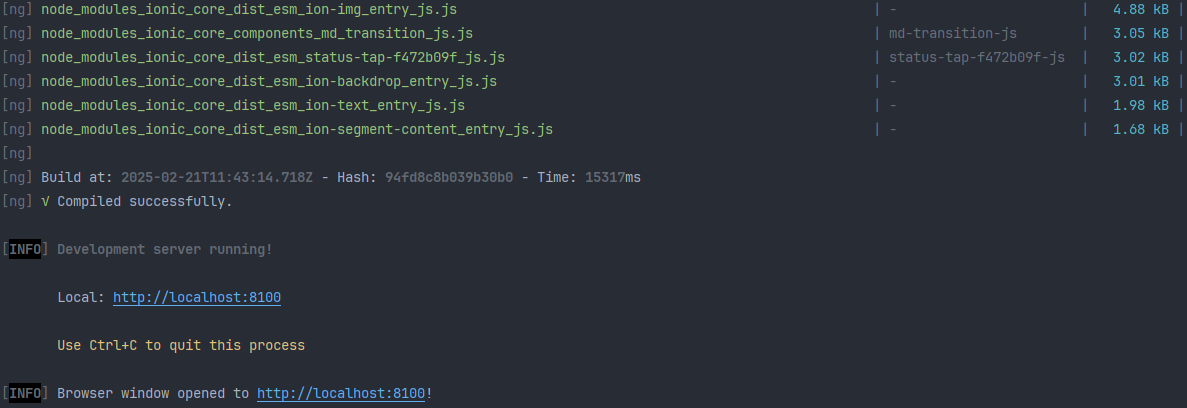 [ng] node_modules_ionic_core_dist_esm_ion-img_entry_js.js | - | 4.88 kB |
[ng] node_modules_ionic_core_components_md_transition_js.js | md-transition-js | 3.05 kB |
[ng] node_modules_ionic_core_dist_esm_status-tap-f472b09f_js.js | status-tap-f472b09f-js | 3.02 kB |
[ng] node_modules_ionic_core_dist_esm_ion-backdrop_entry_js.js | - | 3.01 kB |
[ng] node_modules_ionic_core_dist_esm_ion-text_entry_js.js | - | 1.98 kB |
[ng] node_modules_ionic_core_dist_esm_ion-segment-content_entry_js.js | - | 1.68 kB |
[ng]
[ng] Build at: 2025-02-21T11:43:14.718Z - Hash: 94fd8c8b039b30b0 - Time: 15317ms
[ng] √ Compiled successfully.
[INFO] Development server running!
Local: http://localhost:8100
Use Ctrl+C to quit this process
[INFO] Browser window opened to http://localhost:8100!